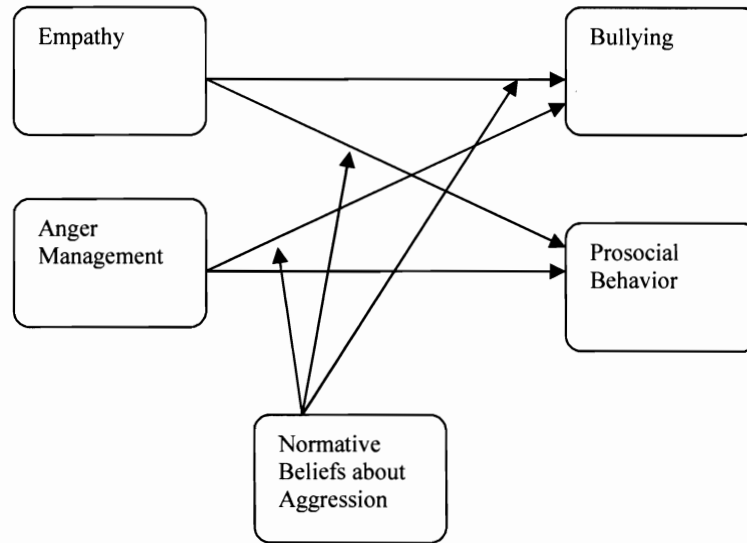 Empathy
Bullying
Anger
Management
Prosocial
Behavior
Normative
Beliefs about
Aggression